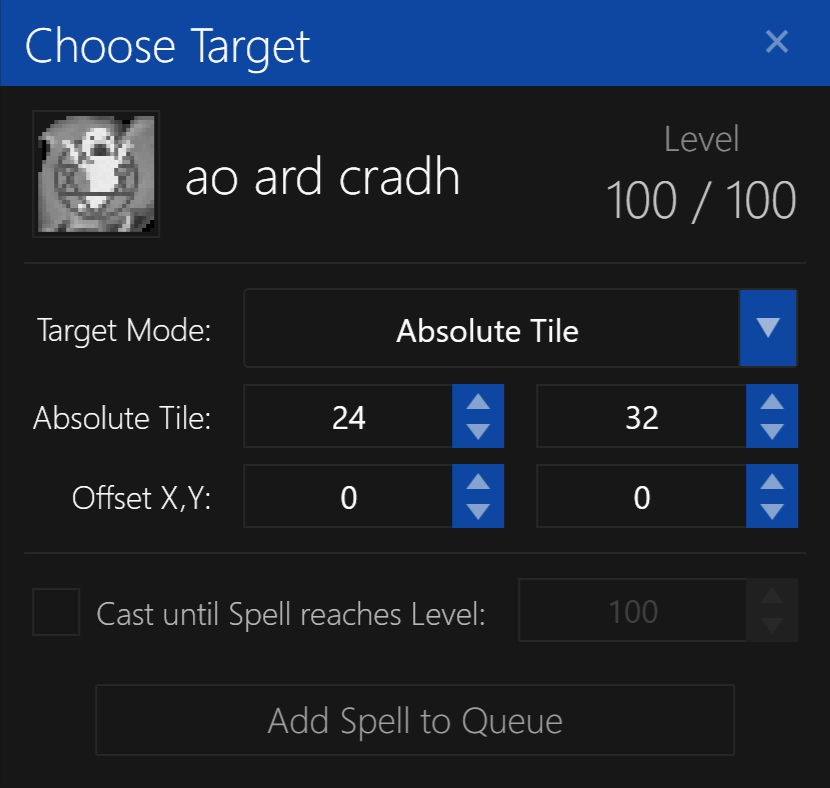 Choose Target
ao ard cradh
Level
100 / 100
Target Mode: Absolute Tile
Absolute Tile: 24 32
Offset X,Y: 0 0
Cast until Spell reaches Level: 100
Add Spell to Queue